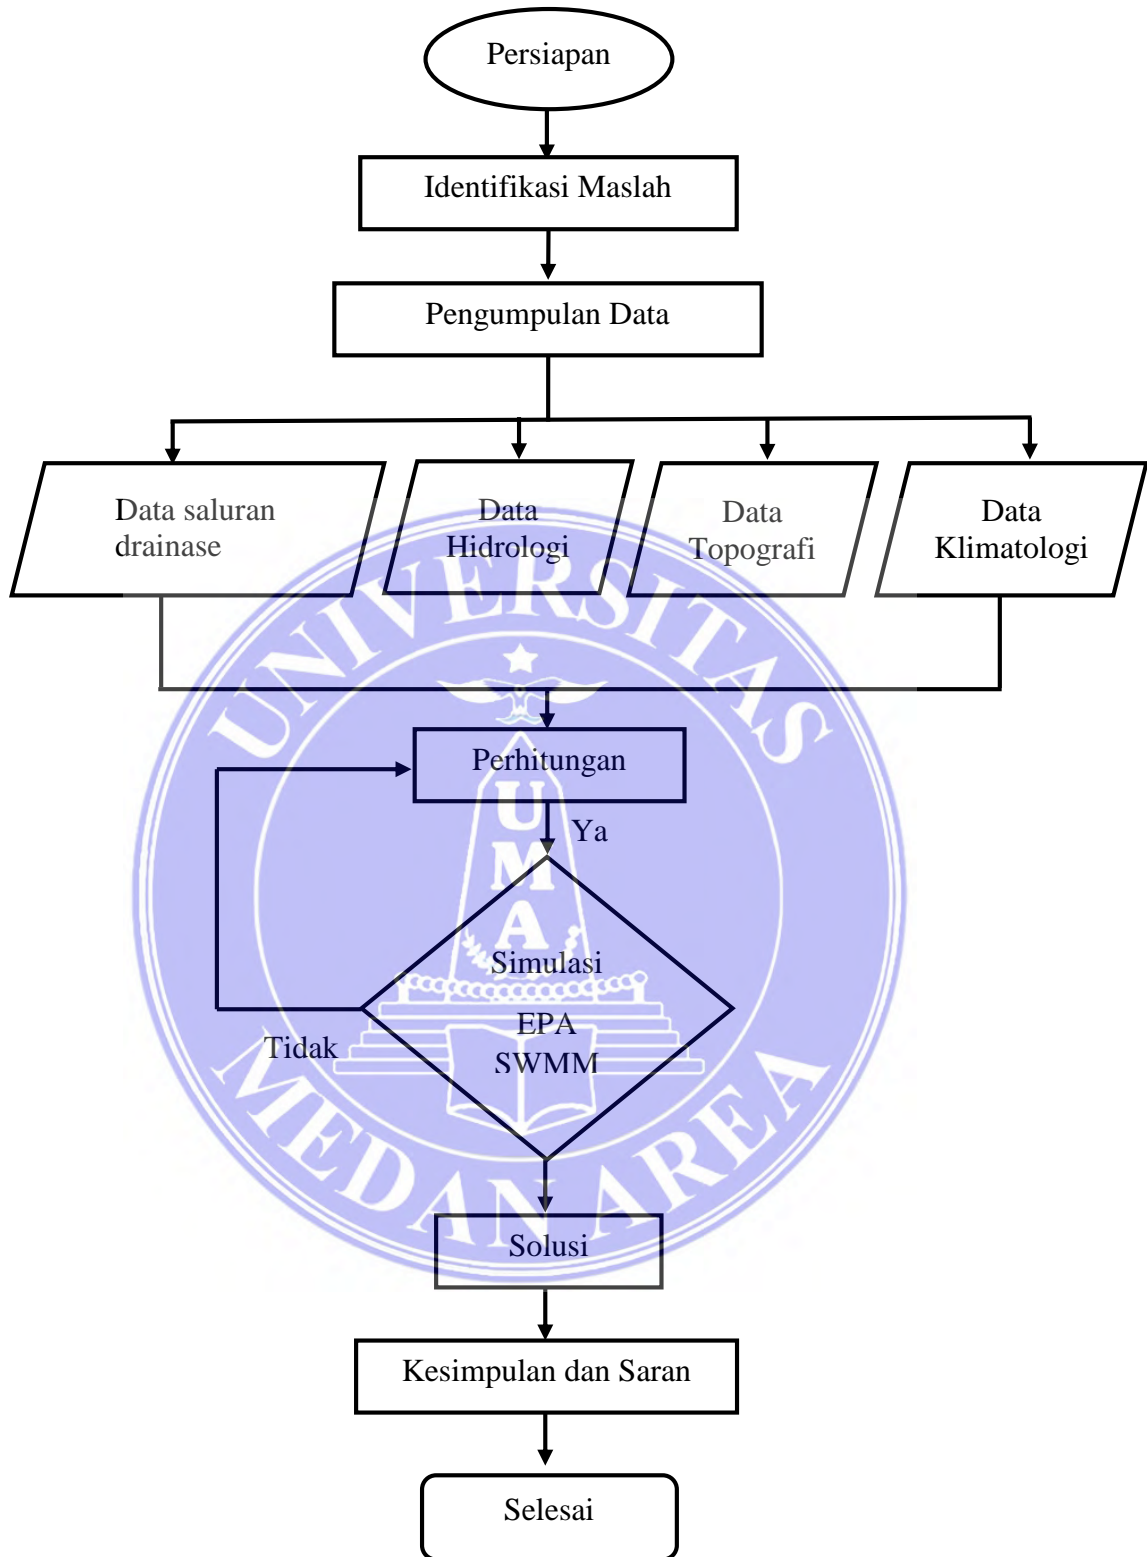 Persiapan
Identifikasi Maslah
Pengumpulan Data
Data saluran
drainase
Data
Hidrologi
Data
Topografi
Data
Klimatologi
UNIVERSITAS
Perhitungan
Ya
UMA
Simulasi
EPA
SWMM
Tidak
MEDAN AREA
Solusi
Kesimpulan dan Saran
Selesai